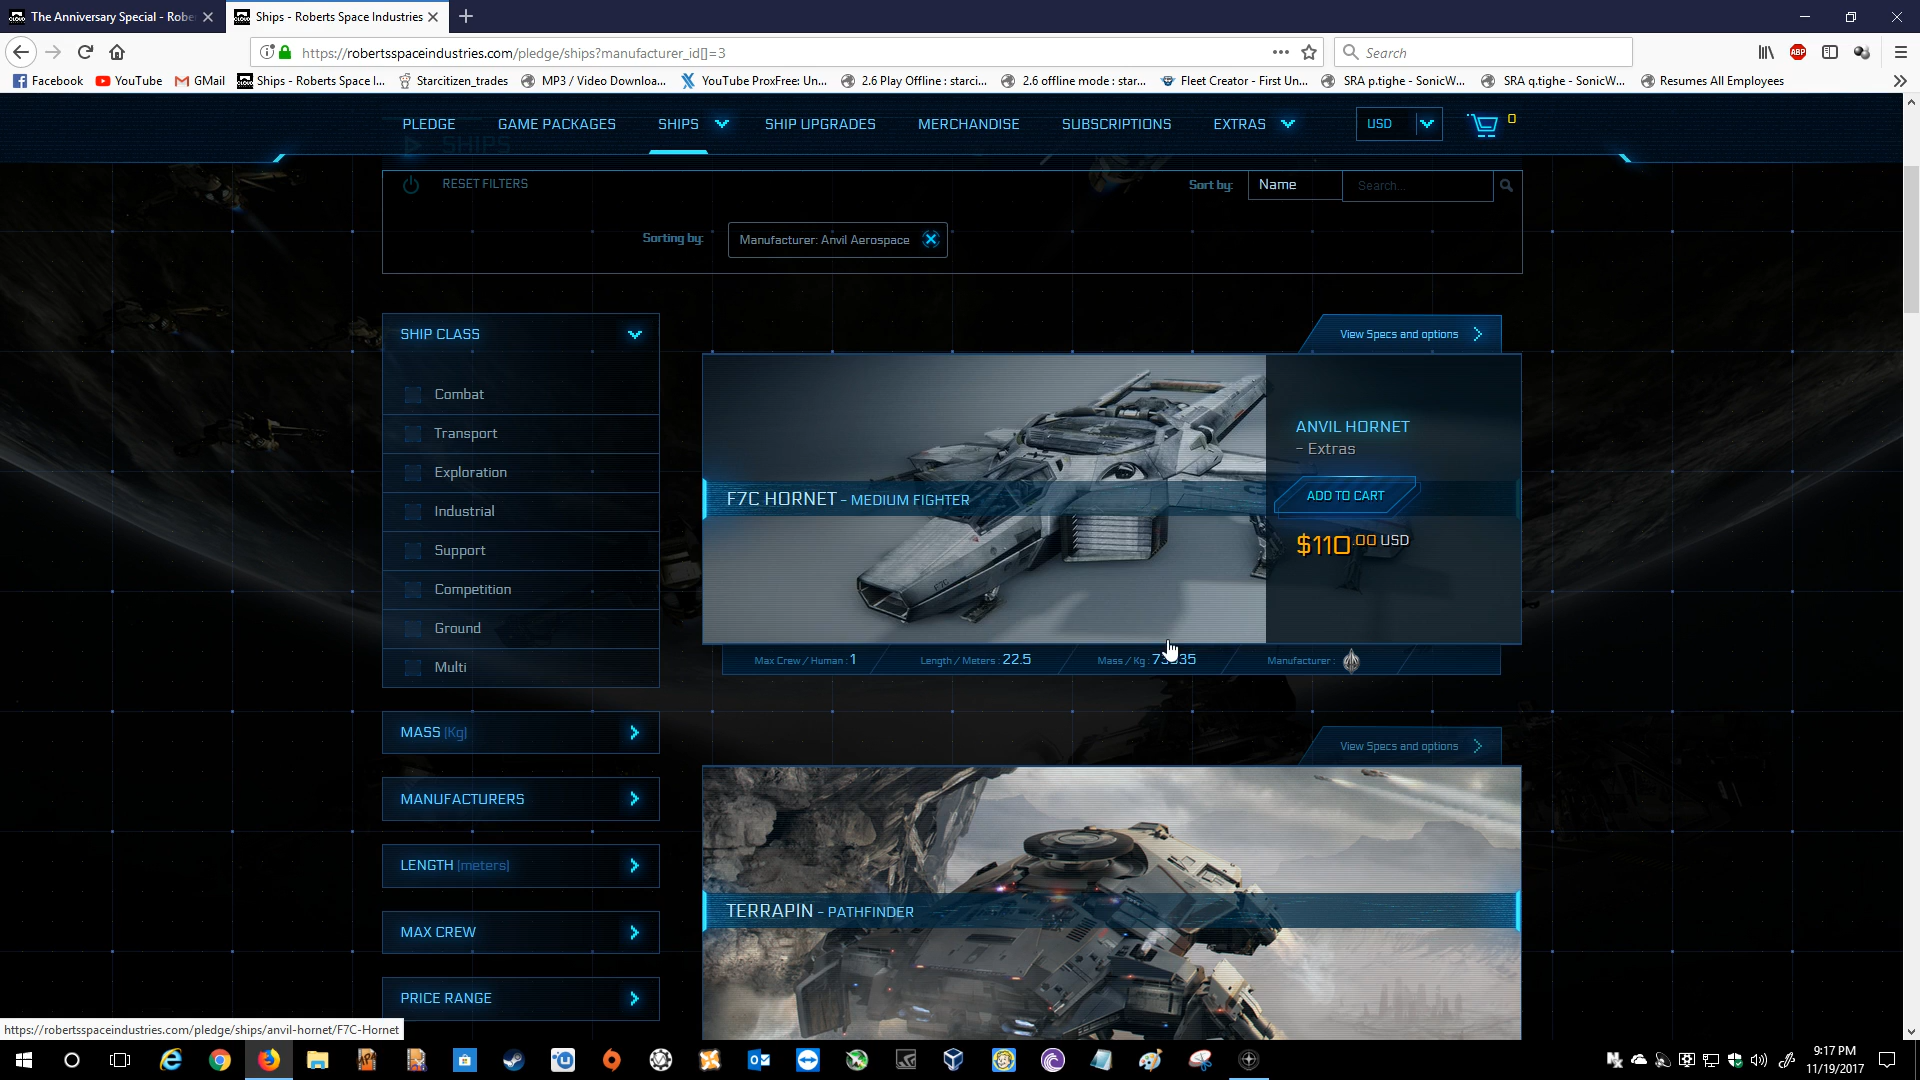 The Anniversary Special - Robe
Ships - Roberts Space Industries
https://robertsspaceindustries.com/pledge/ships?manufacturer_id[]=3
Search
Facebook YouTube GMail Ships - Roberts Space I... Starcitizen_trades MP3 / Video Downloa... YouTube ProxFree: Un... 2.6 Play Offline : starci... 2.6 offline mode : star... Fleet Creator - First Un... SRA p.tighe - SonicW... SRA q.tighe - SonicW... Resumes All Employees
PLEDGE GAME PACKAGES SHIPS SHIP UPGRADES MERCHANDISE SUBSCRIPTIONS EXTRAS USD 0
SHIPS
RESET FILTERS
Sort by: Name Search...
Sorting by: Manufacturer: Anvil Aerospace
SHIP CLASS
Combat
Transport
Exploration
Industrial
Support
Competition
Ground
Multi
MASS [Kg]
MANUFACTURERS
LENGTH [meters]
MAX CREW
PRICE RANGE
View Specs and options
F7C HORNET - MEDIUM FIGHTER
F7C
ANVIL HORNET
- Extras
ADD TO CART
$110.00 USD
Max Crew / Human : 1 Length / Meters : 22.5 Mass / Kg : Manufacturer :
View Specs and options
TERRAPIN - PATHFINDER
https://robertsspaceindustries.com/pledge/ships/anvil-hornet/F7C-Hornet
9:17 PM
11/19/2017